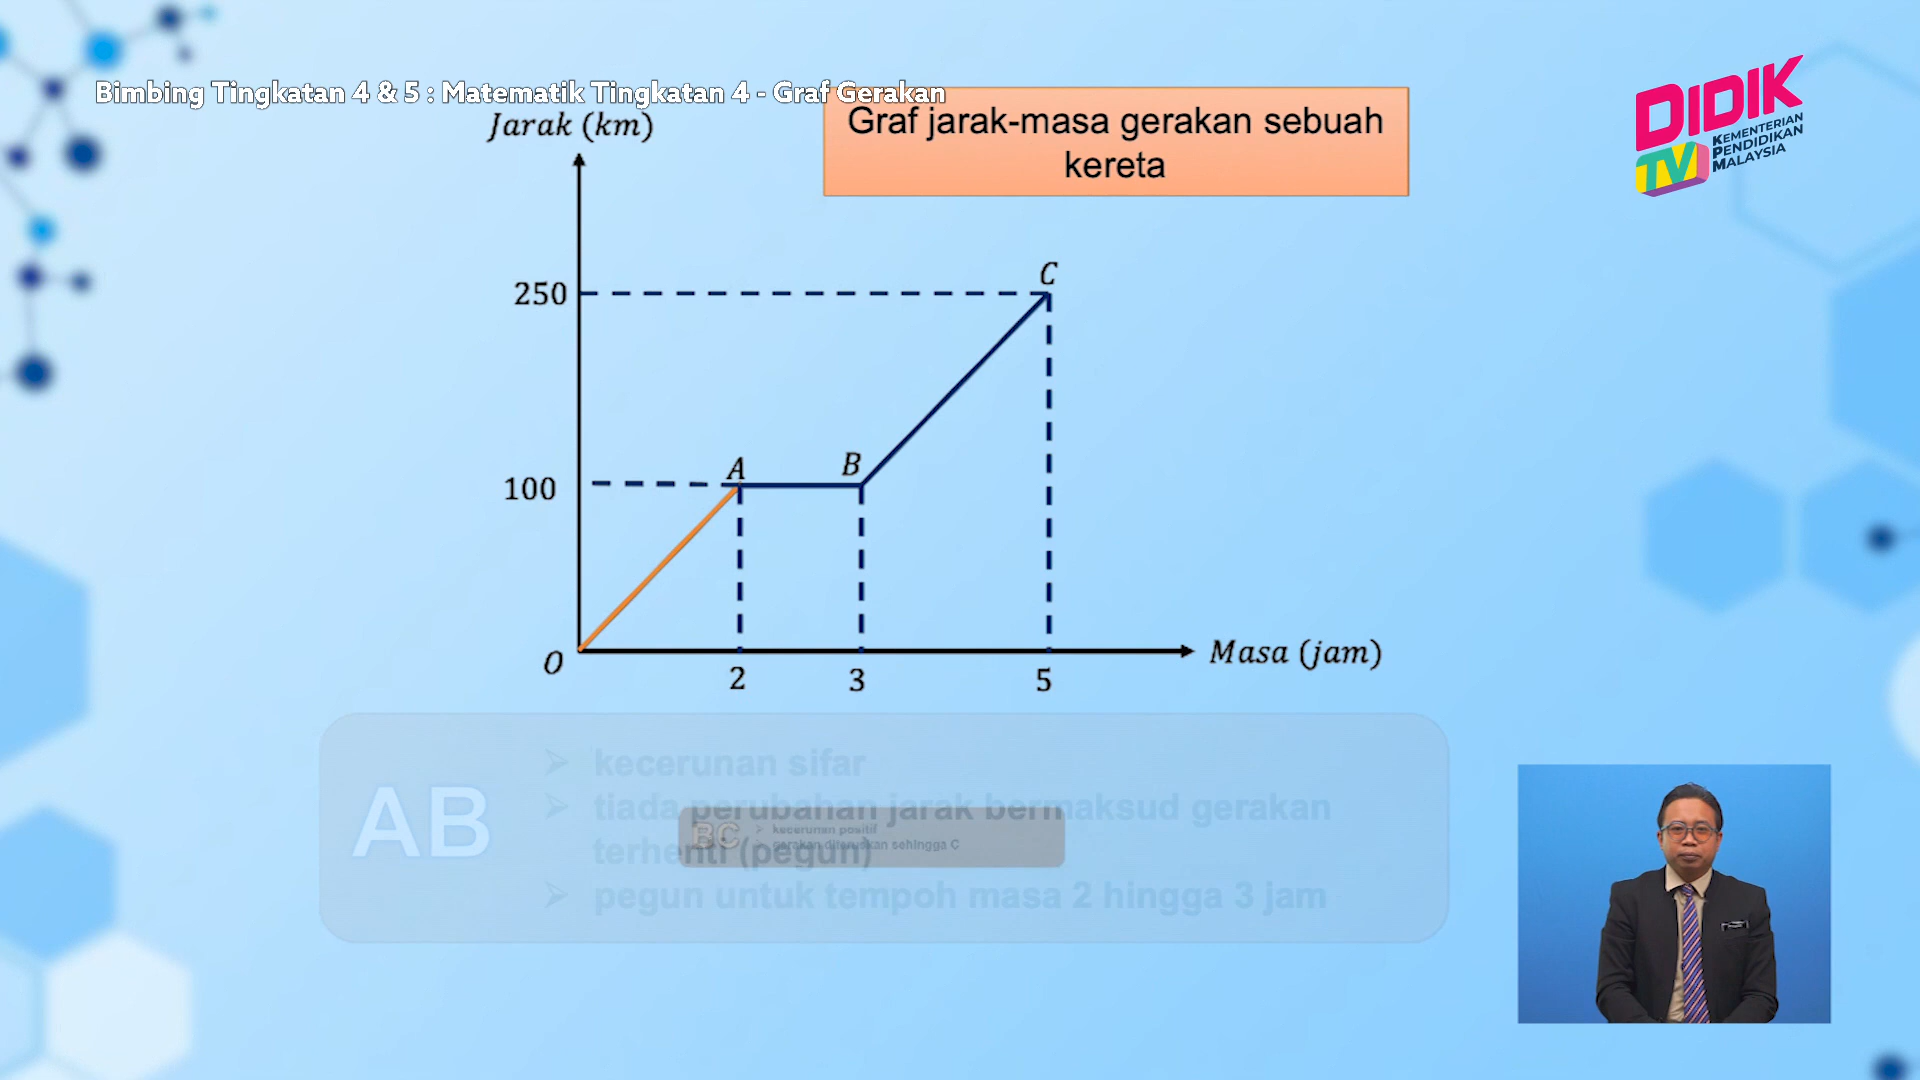 Bimbing Tingkatan 4 & 5 : Matematik Tingkatan 4 - Graf Gerakan
DIDIK
TV
KEMENTERIAN
PENDIDIKAN
MALAYSIA
Graf jarak-masa gerakan sebuah
kereta
Jarak (km)
250
C
100
A
B
O
2
3
5
Masa (jam)
AB
➢ kecerunan sifar
➢ tiada perubahan jarak bermaksud gerakan
terhenti (pegun)
➢ pegun untuk tempoh masa 2 hingga 3 jam
BC
➢ kecerunan positif
➢ gerakan diteruskan sehingga C